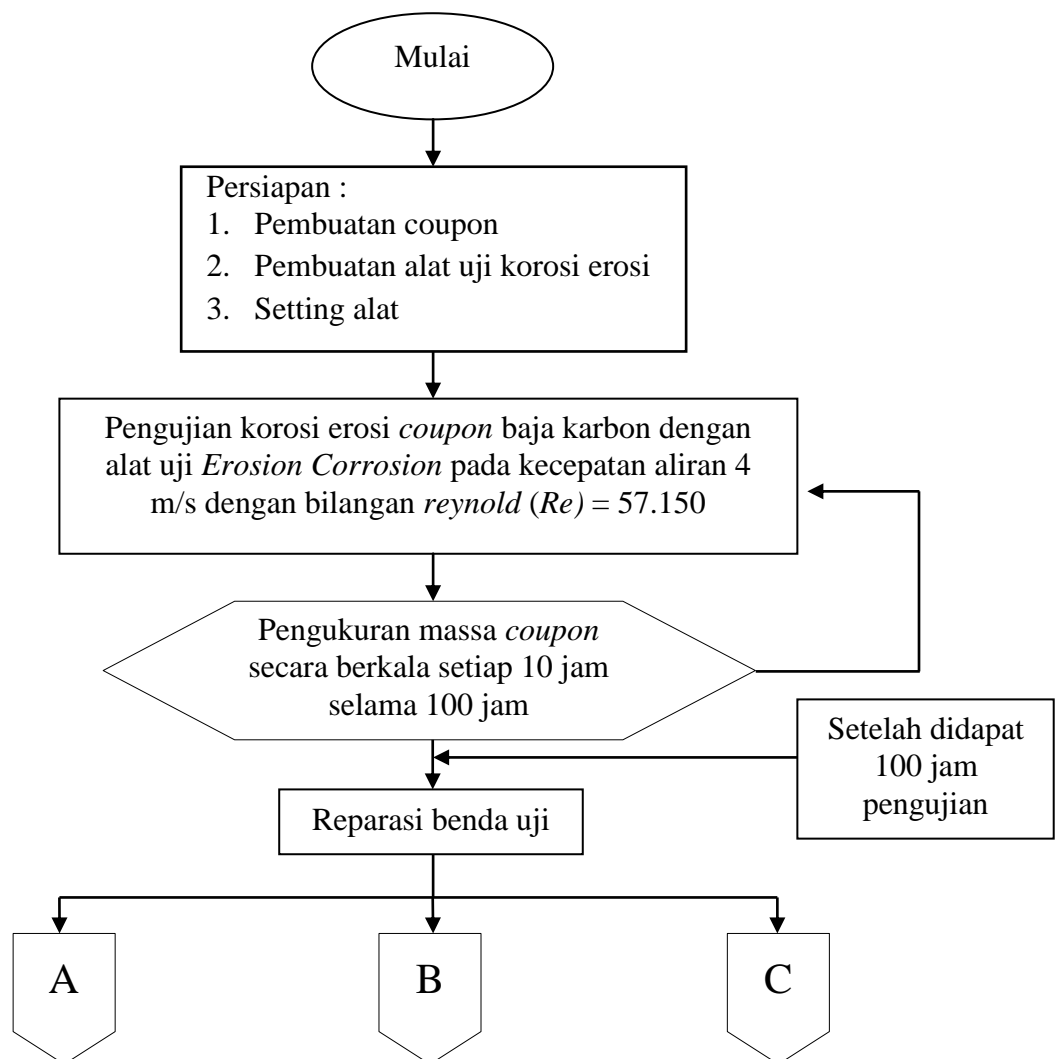 Mulai
Persiapan :
1. Pembuatan coupon
2. Pembuatan alat uji korosi erosi
3. Setting alat
Pengujian korosi erosi coupon baja karbon dengan
alat uji Erosion Corrosion pada kecepatan aliran 4
m/s dengan bilangan reynold (Re) = 57.150
Pengukuran massa coupon
secara berkala setiap 10 jam
selama 100 jam
Setelah didapat
100 jam
pengujian
Reparasi benda uji
A
B
C